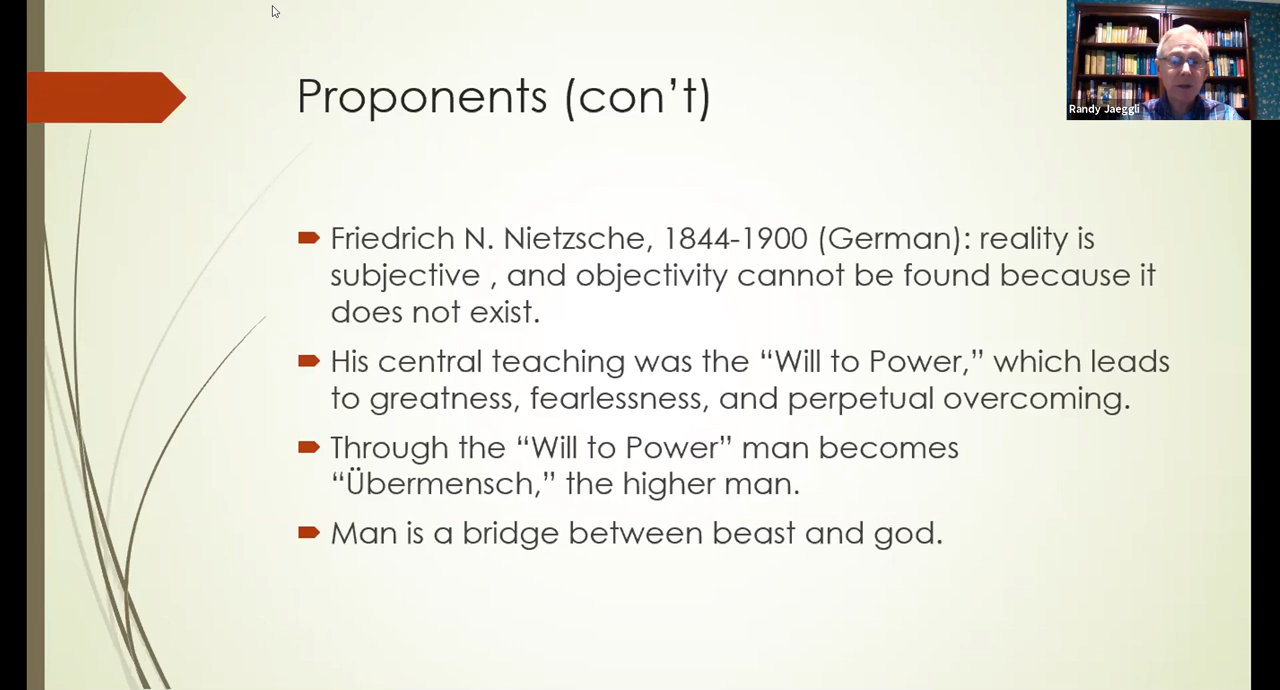 Proponents (con’t)
Randy Jaeggli
Friedrich N. Nietzsche, 1844-1900 (German): reality is
subjective , and objectivity cannot be found because it
does not exist.
His central teaching was the “Will to Power,” which leads
to greatness, fearlessness, and perpetual overcoming.
Through the “Will to Power” man becomes
“Übermensch,” the higher man.
Man is a bridge between beast and god.